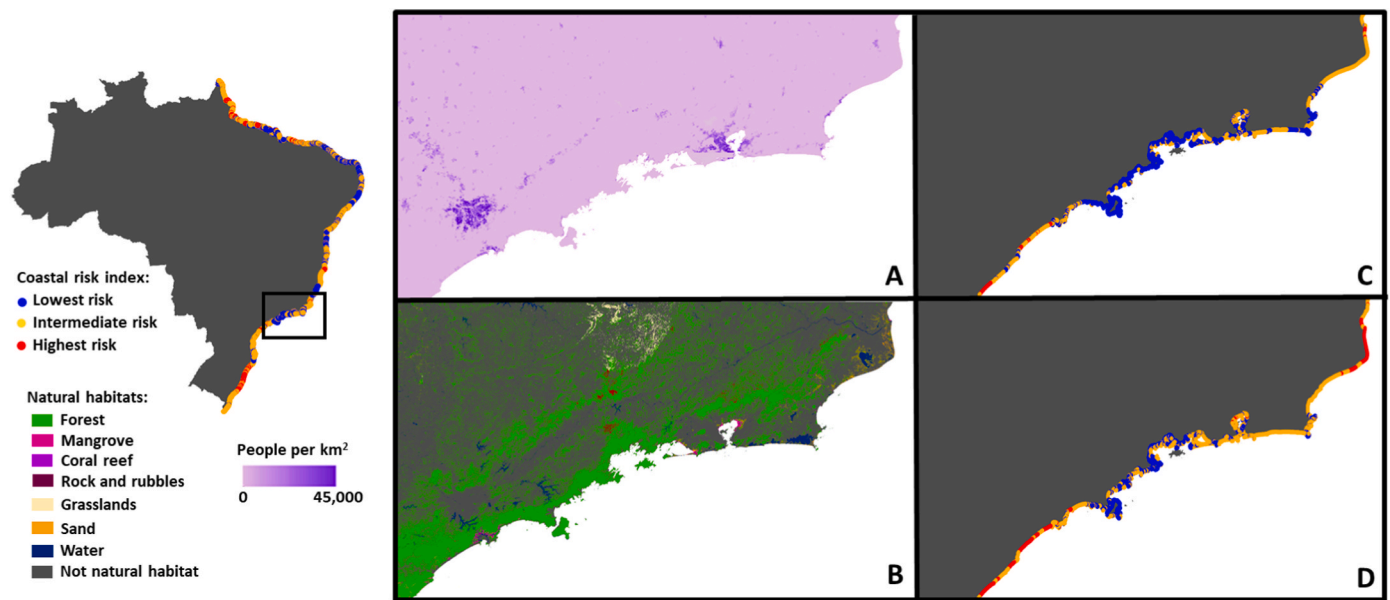 Coastal risk index:
Lowest risk
Intermediate risk
Highest risk
Natural habitats:
Forest
Mangrove
Coral reef
Rock and rubbles
Grasslands
Sand
Water
Not natural habitat
People per km²
0 45,000
A
B
C
D